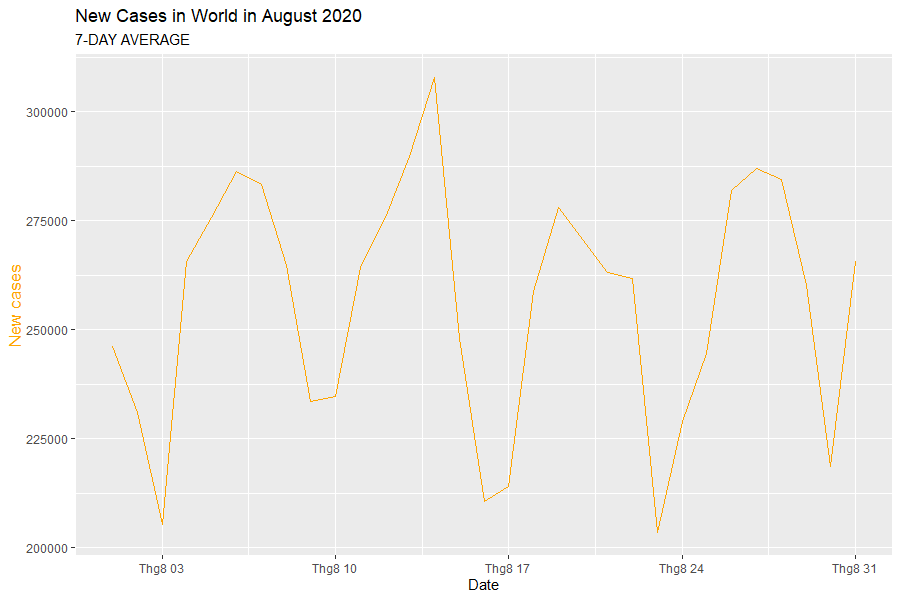 New Cases in World in August 2020
7-DAY AVERAGE
New cases
300000
275000
250000
225000
200000
Thg8 03
Thg8 10
Thg8 17
Thg8 24
Thg8 31
Date